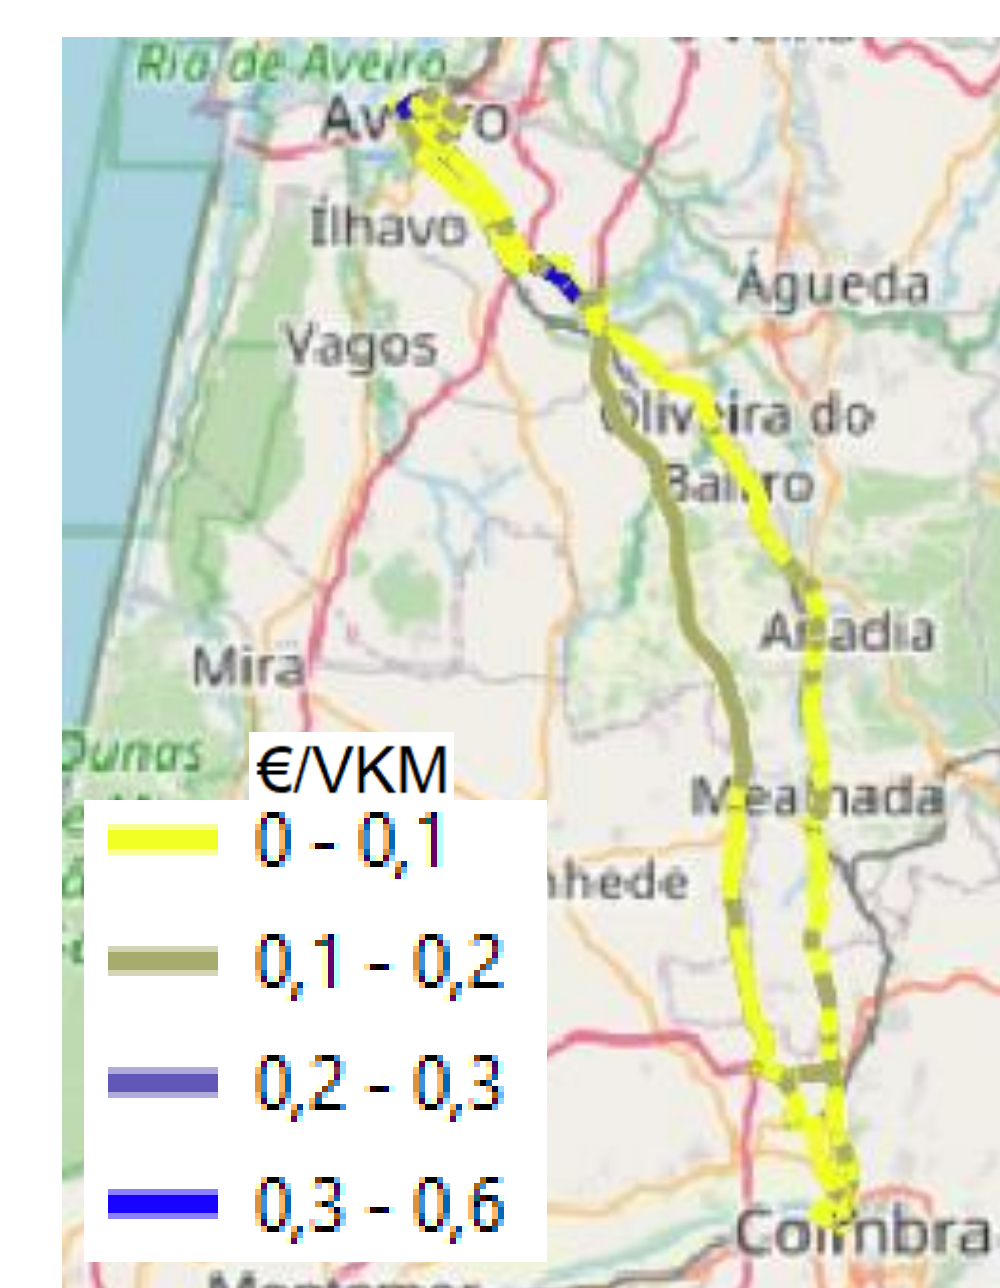 Ria de Aveiro
Aveiro
Ílhavo
Águeda
Vagos
Oliveira do
Bairro
Anadia
Mira
Dunas
€/VKM
Mealhada
0 - 0,1
nhede
0,1 - 0,2
0,2 - 0,3
0,3 - 0,6
Coimbra